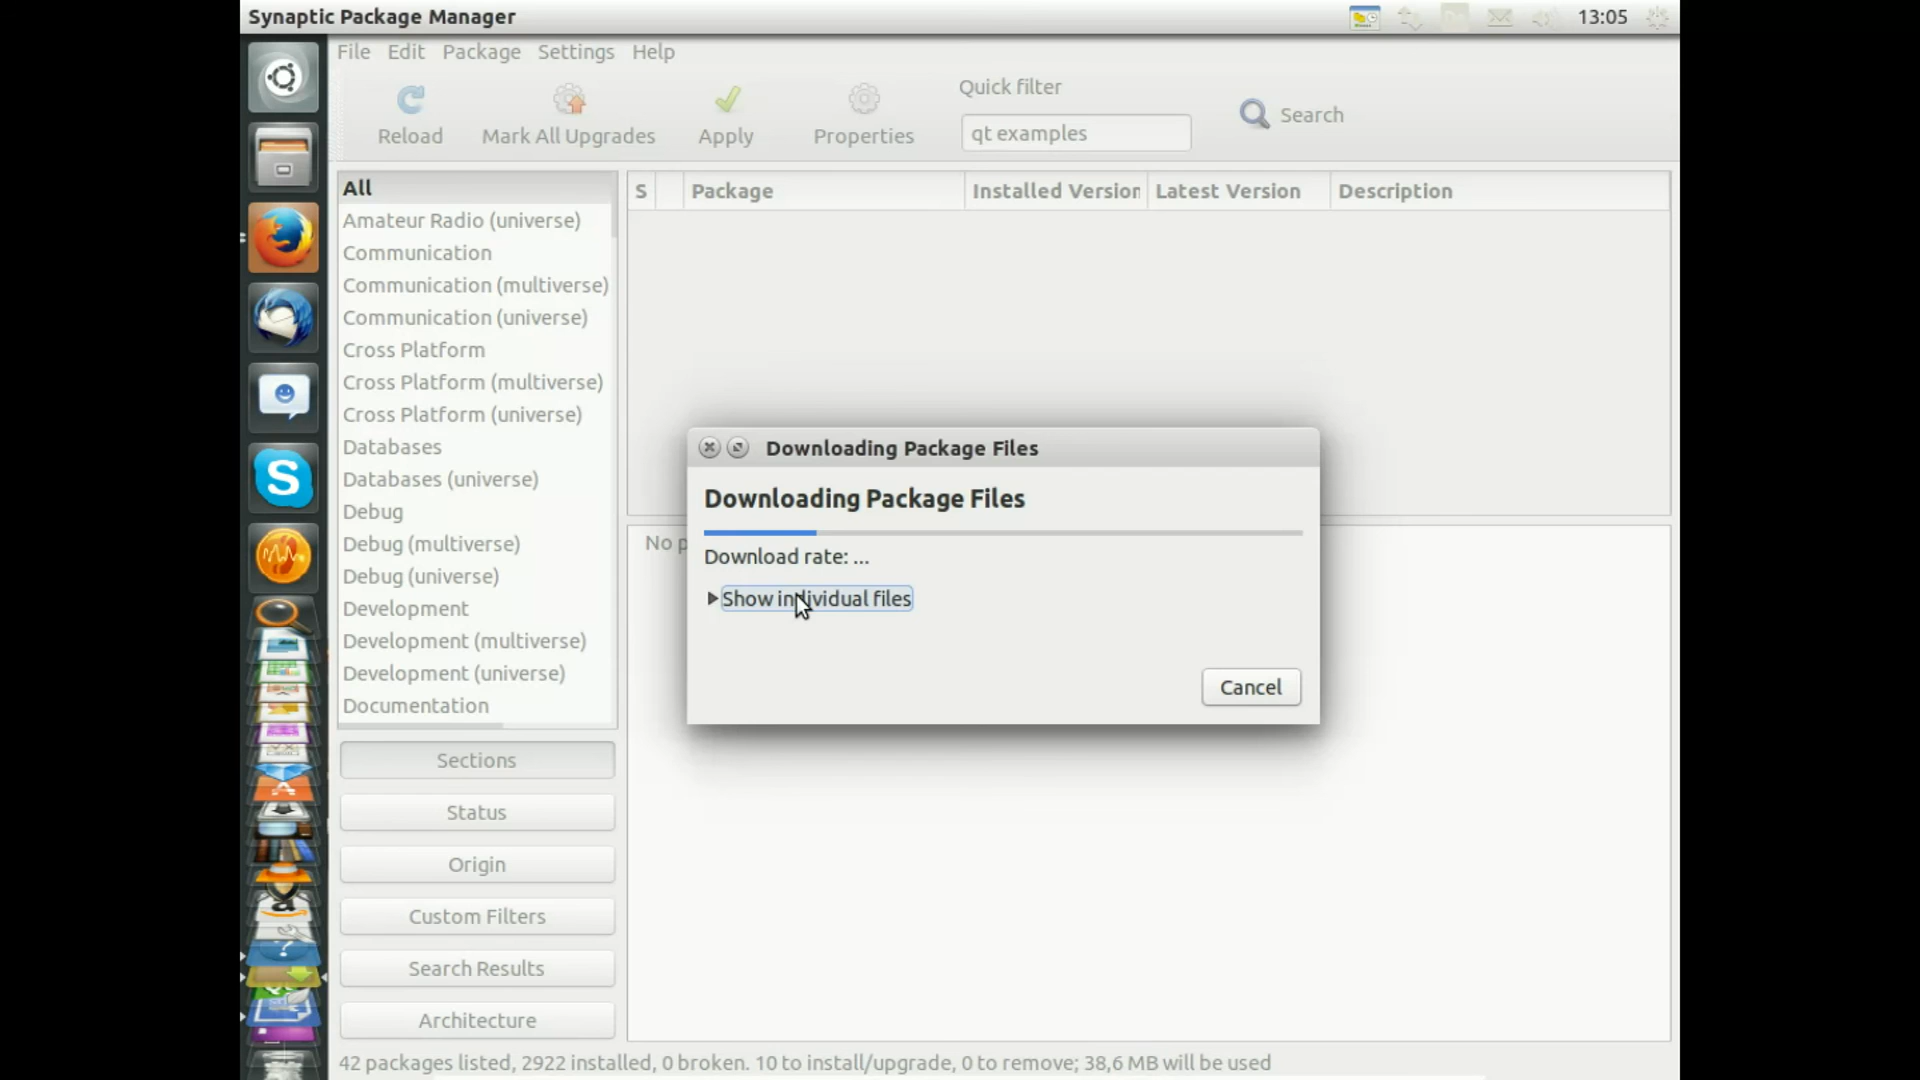 Synaptic Package Manager
13:05
File Edit Package Settings Help
Reload
Mark All Upgrades
Apply
Properties
Quick filter
qt examples
Search
All
Amateur Radio (universe)
Communication
Communication (multiverse)
Communication (universe)
Cross Platform
Cross Platform (multiverse)
Cross Platform (universe)
Databases
Databases (universe)
Debug
Debug (multiverse)
Debug (universe)
Development
Development (multiverse)
Development (universe)
Documentation
Sections
Status
Origin
Custom Filters
Search Results
Architecture
S Package Installed Version Latest Version Description
No p
Downloading Package Files
Downloading Package Files
Download rate: ...
Show individual files
Cancel
42 packages listed, 2922 installed, 0 broken. 10 to install/upgrade, 0 to remove; 38,6 MB will be used